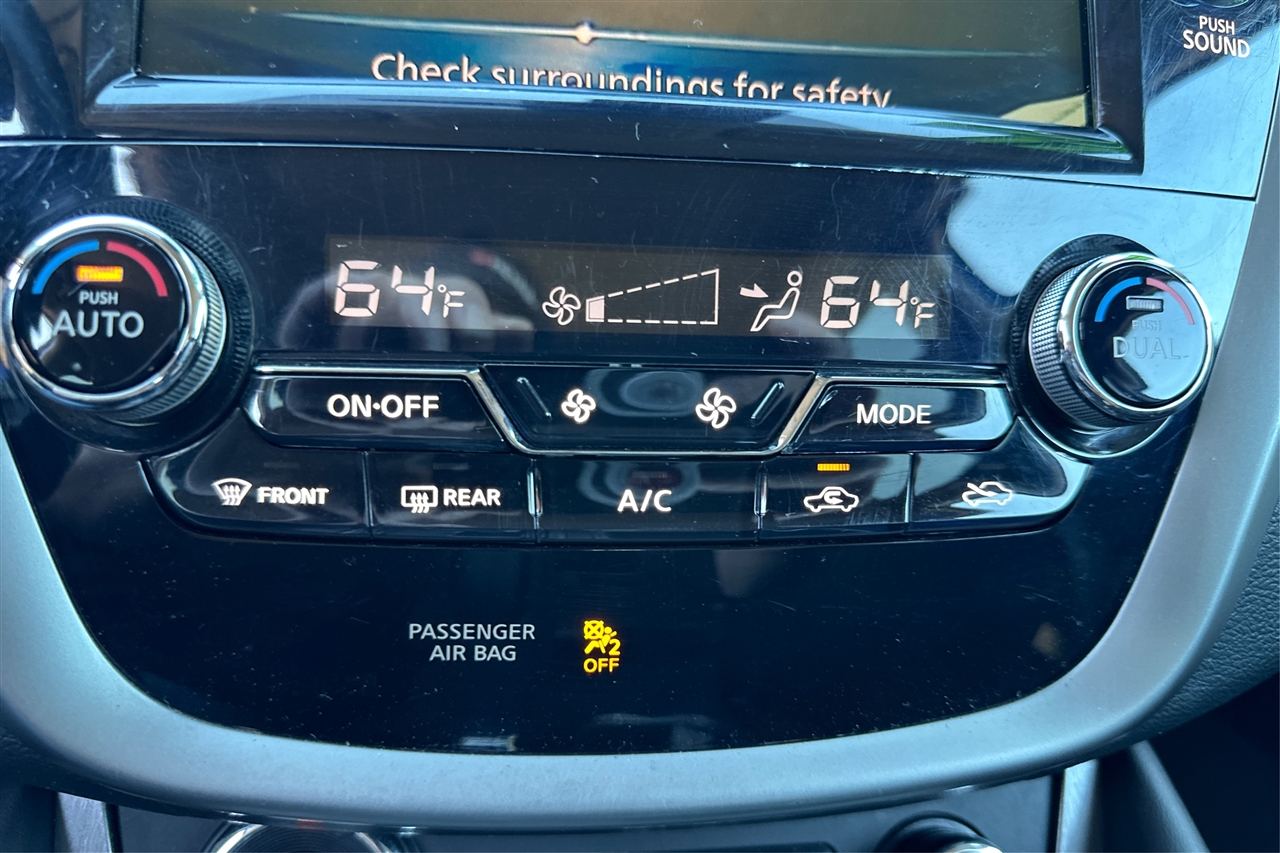 PUSH
SOUND
Check surroundings for safety
PUSH
AUTO
64°F
64°F
PUSH
DUAL
ON•OFF
MODE
FRONT
REAR
A/C
PASSENGER
AIR BAG
2
OFF